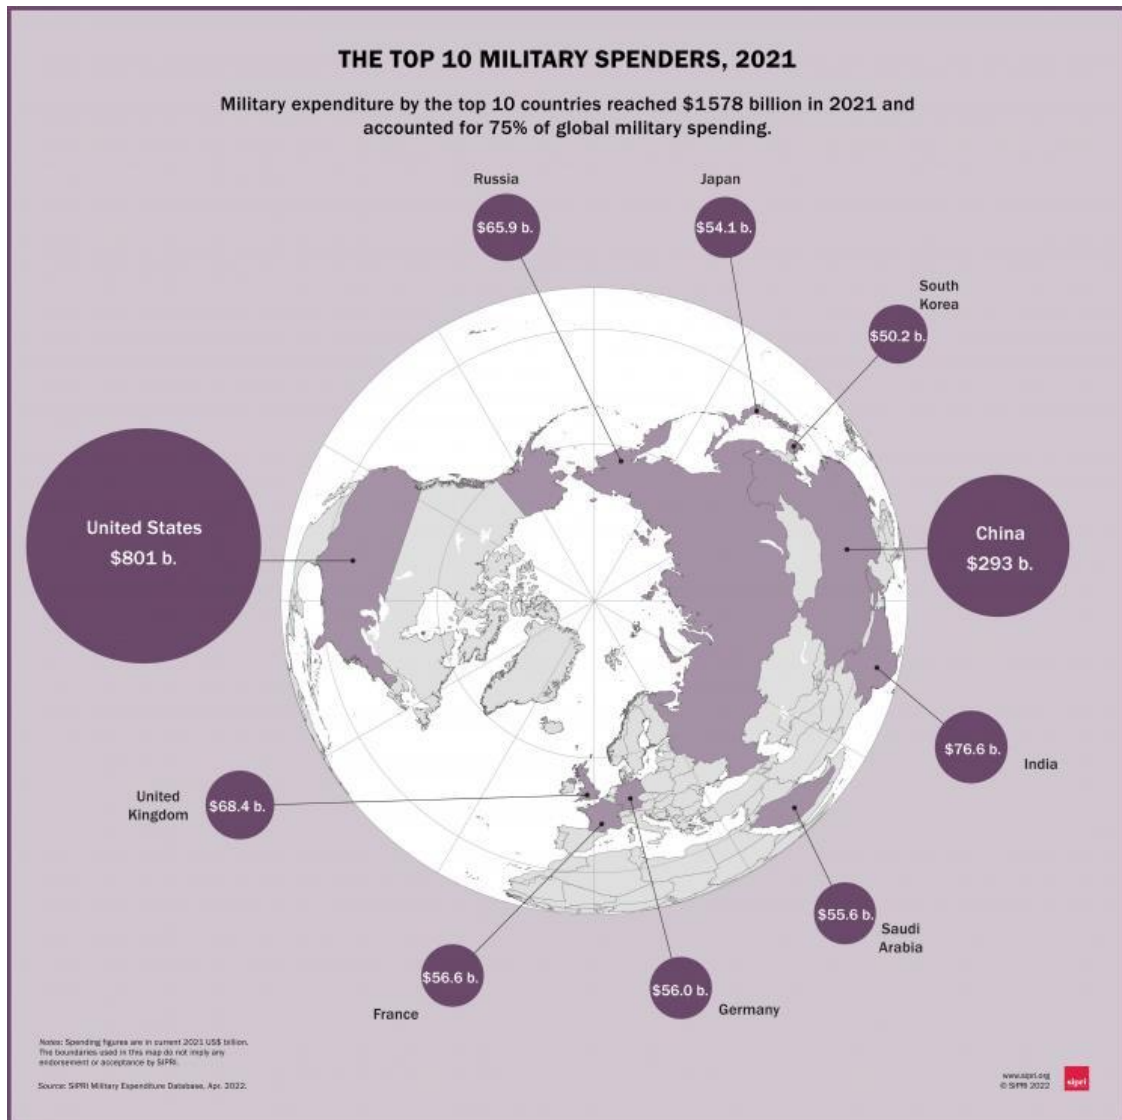 THE TOP 10 MILITARY SPENDERS, 2021
Military expenditure by the top 10 countries reached $1578 billion in 2021 and
accounted for 75% of global military spending.
Russia
$65.9 b.
Japan
$54.1 b.
South
Korea
$50.2 b.
United States
$801 b.
China
$293 b.
$76.6 b.
India
United
Kingdom
$68.4 b.
$55.6 b.
Saudi
Arabia
$56.6 b.
France
$56.0 b.
Germany
Notes: Spending figures are in current 2021 US$ billion.
The boundaries used in this map do not imply any
endorsement or acceptance by SIPRI.
Source: SIPRI Military Expenditure Database, Apr. 2022.
www.sipri.org
© SIPRI 2022
sipri